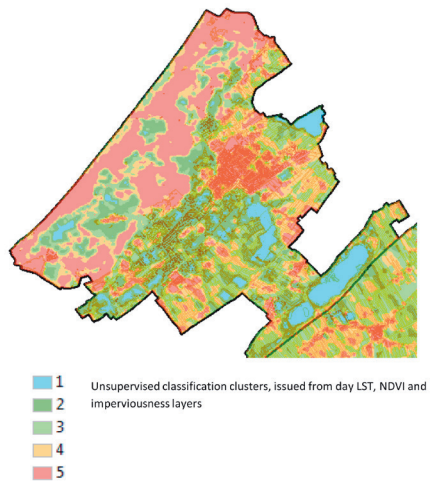 1
Unsupervised classification clusters, issued from day LST, NDVI and
2
imperviousness layers
3
4
5